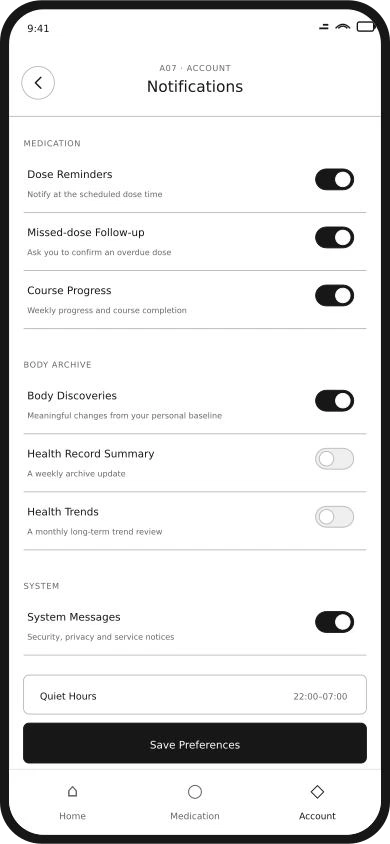 9:41
A07 · ACCOUNT
Notifications
MEDICATION
Dose Reminders
Notify at the scheduled dose time
Missed-dose Follow-up
Ask you to confirm an overdue dose
Course Progress
Weekly progress and course completion
BODY ARCHIVE
Body Discoveries
Meaningful changes from your personal baseline
Health Record Summary
A weekly archive update
Health Trends
A monthly long-term trend review
SYSTEM
System Messages
Security, privacy and service notices
Quiet Hours 22:00–07:00
Save Preferences
Home Medication Account